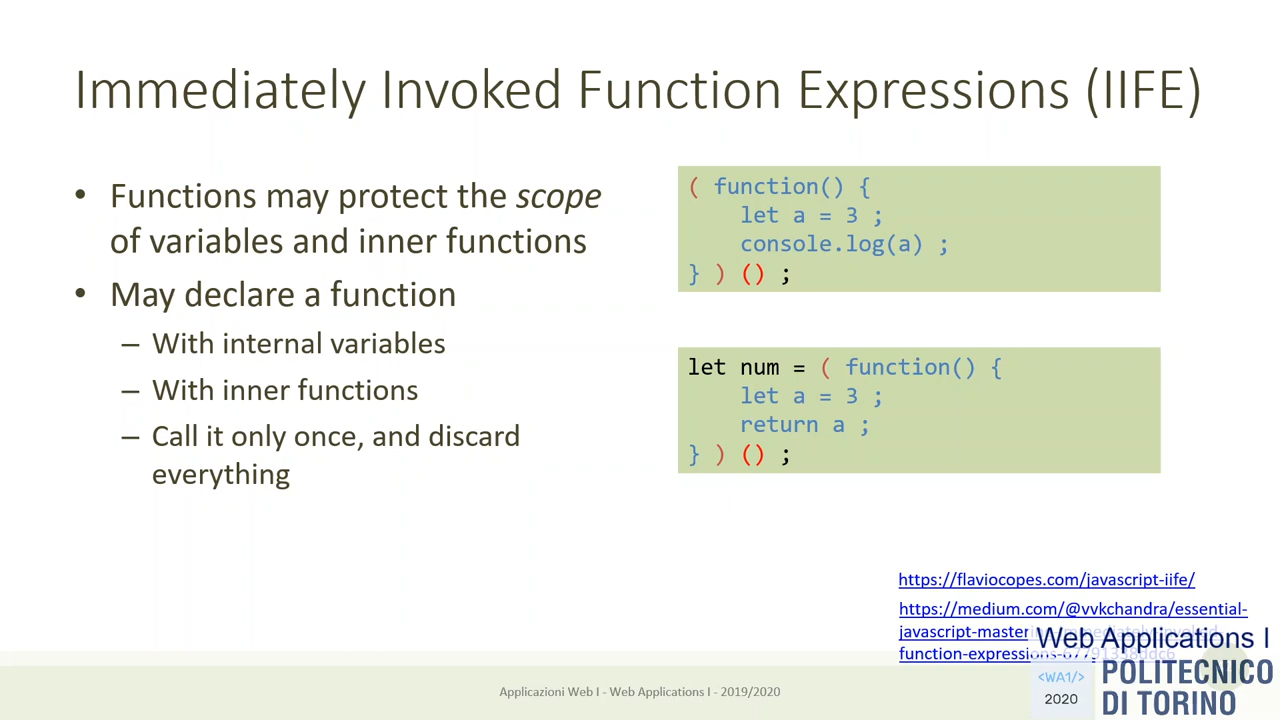 Immediately Invoked Function Expressions (IIFE)
• Functions may protect the scope
of variables and inner functions
• May declare a function
– With internal variables
– With inner functions
– Call it only once, and discard
everything
( function() {
let a = 3 ;
console.log(a) ;
} ) () ;
let num = ( function() {
let a = 3 ;
return a ;
} ) () ;
https://flaviocopes.com/javascript-iife/
https://medium.com/@vvkchandra/essential-
javascript-master
function-expressions-
Applicazioni Web I - Web Applications I - 2019/2020
Web Applications I
<WA1/>
2020
POLITECNICO
DI TORINO